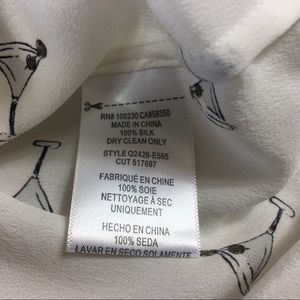 RN# 105230 CA#58350
MADE IN CHINA
100% SILK
DRY CLEAN ONLY
STYLE Q2426-E565
CUT 517697
FABRIQUÉ EN CHINE
100% SOIE
NETTOYAGE À SEC
UNIQUEMENT
HECHO EN CHINA
100% SEDA
LAVAR EN SECO SOLAMENTE